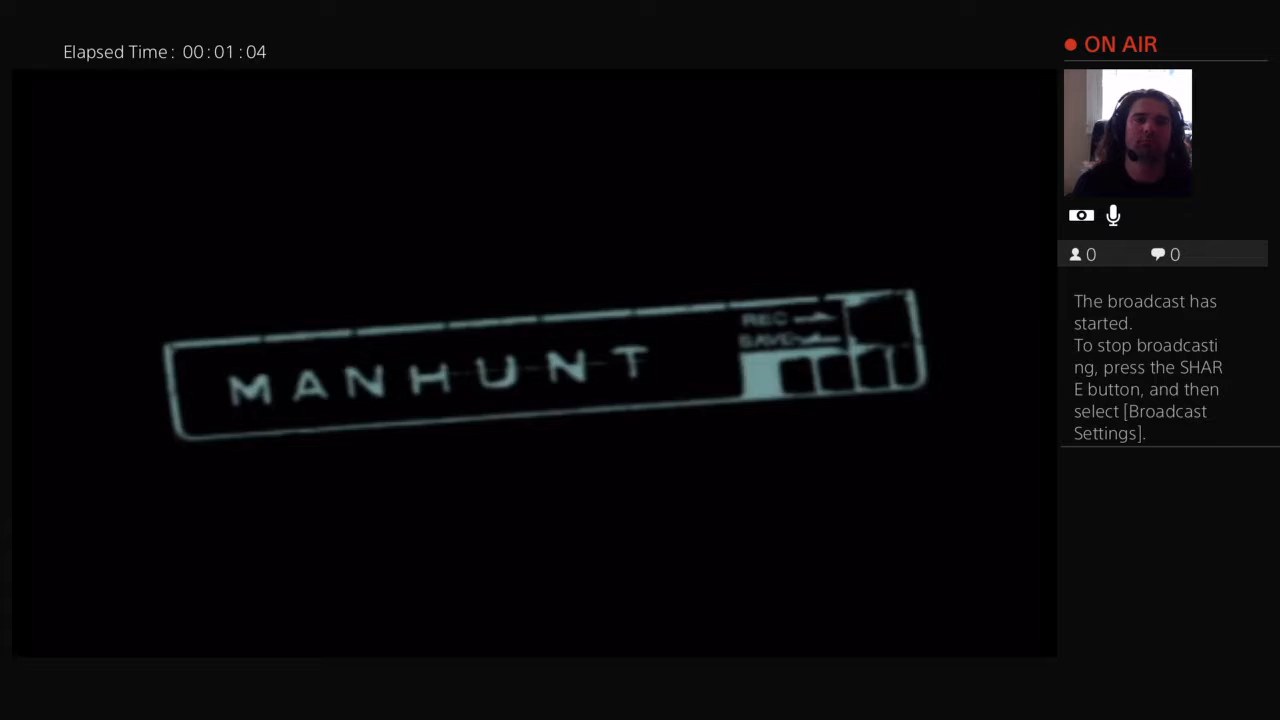 Elapsed Time: 00:01:04
ON AIR
MANHUNT
REC
SAVE
0
0
The broadcast has
started.
To stop broadcasti
ng, press the SHAR
E button, and then
select [Broadcast
Settings].